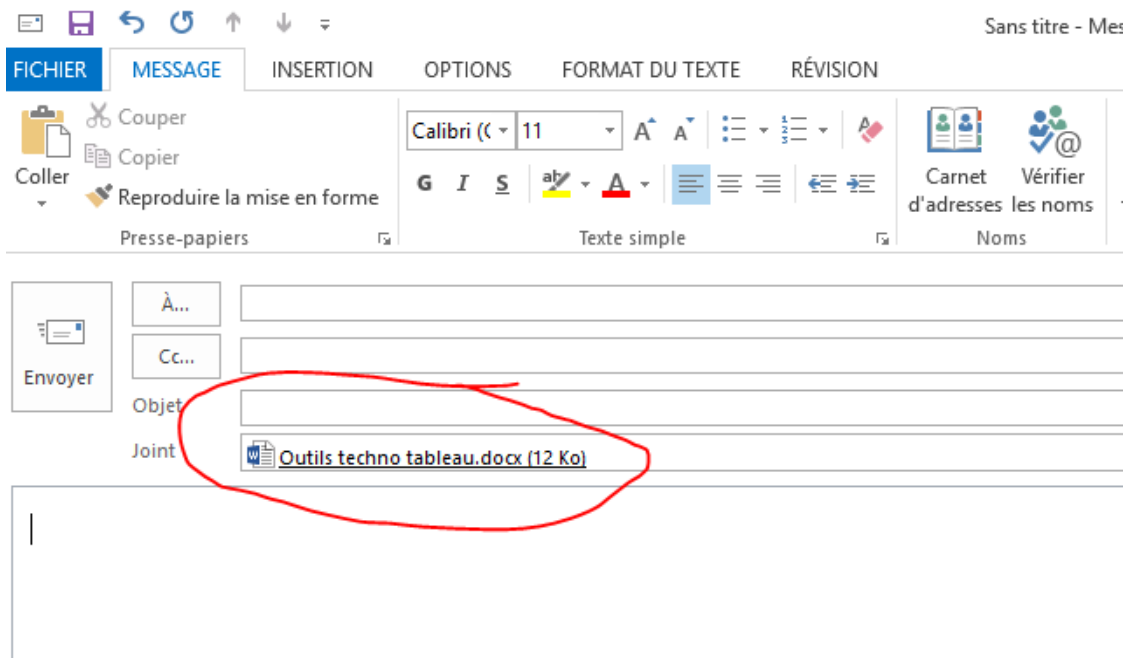 Sans titre - Mes
FICHIER MESSAGE INSERTION OPTIONS FORMAT DU TEXTE RÉVISION
Couper
Copier
Coller
Reproduire la mise en forme
Presse-papiers
Calibri (C 11
G I S
Texte simple
Carnet d'adresses
Vérifier les noms
Noms
Envoyer
À...
Cc...
Objet
Joint
Outils techno tableau.docx (12 Ko)